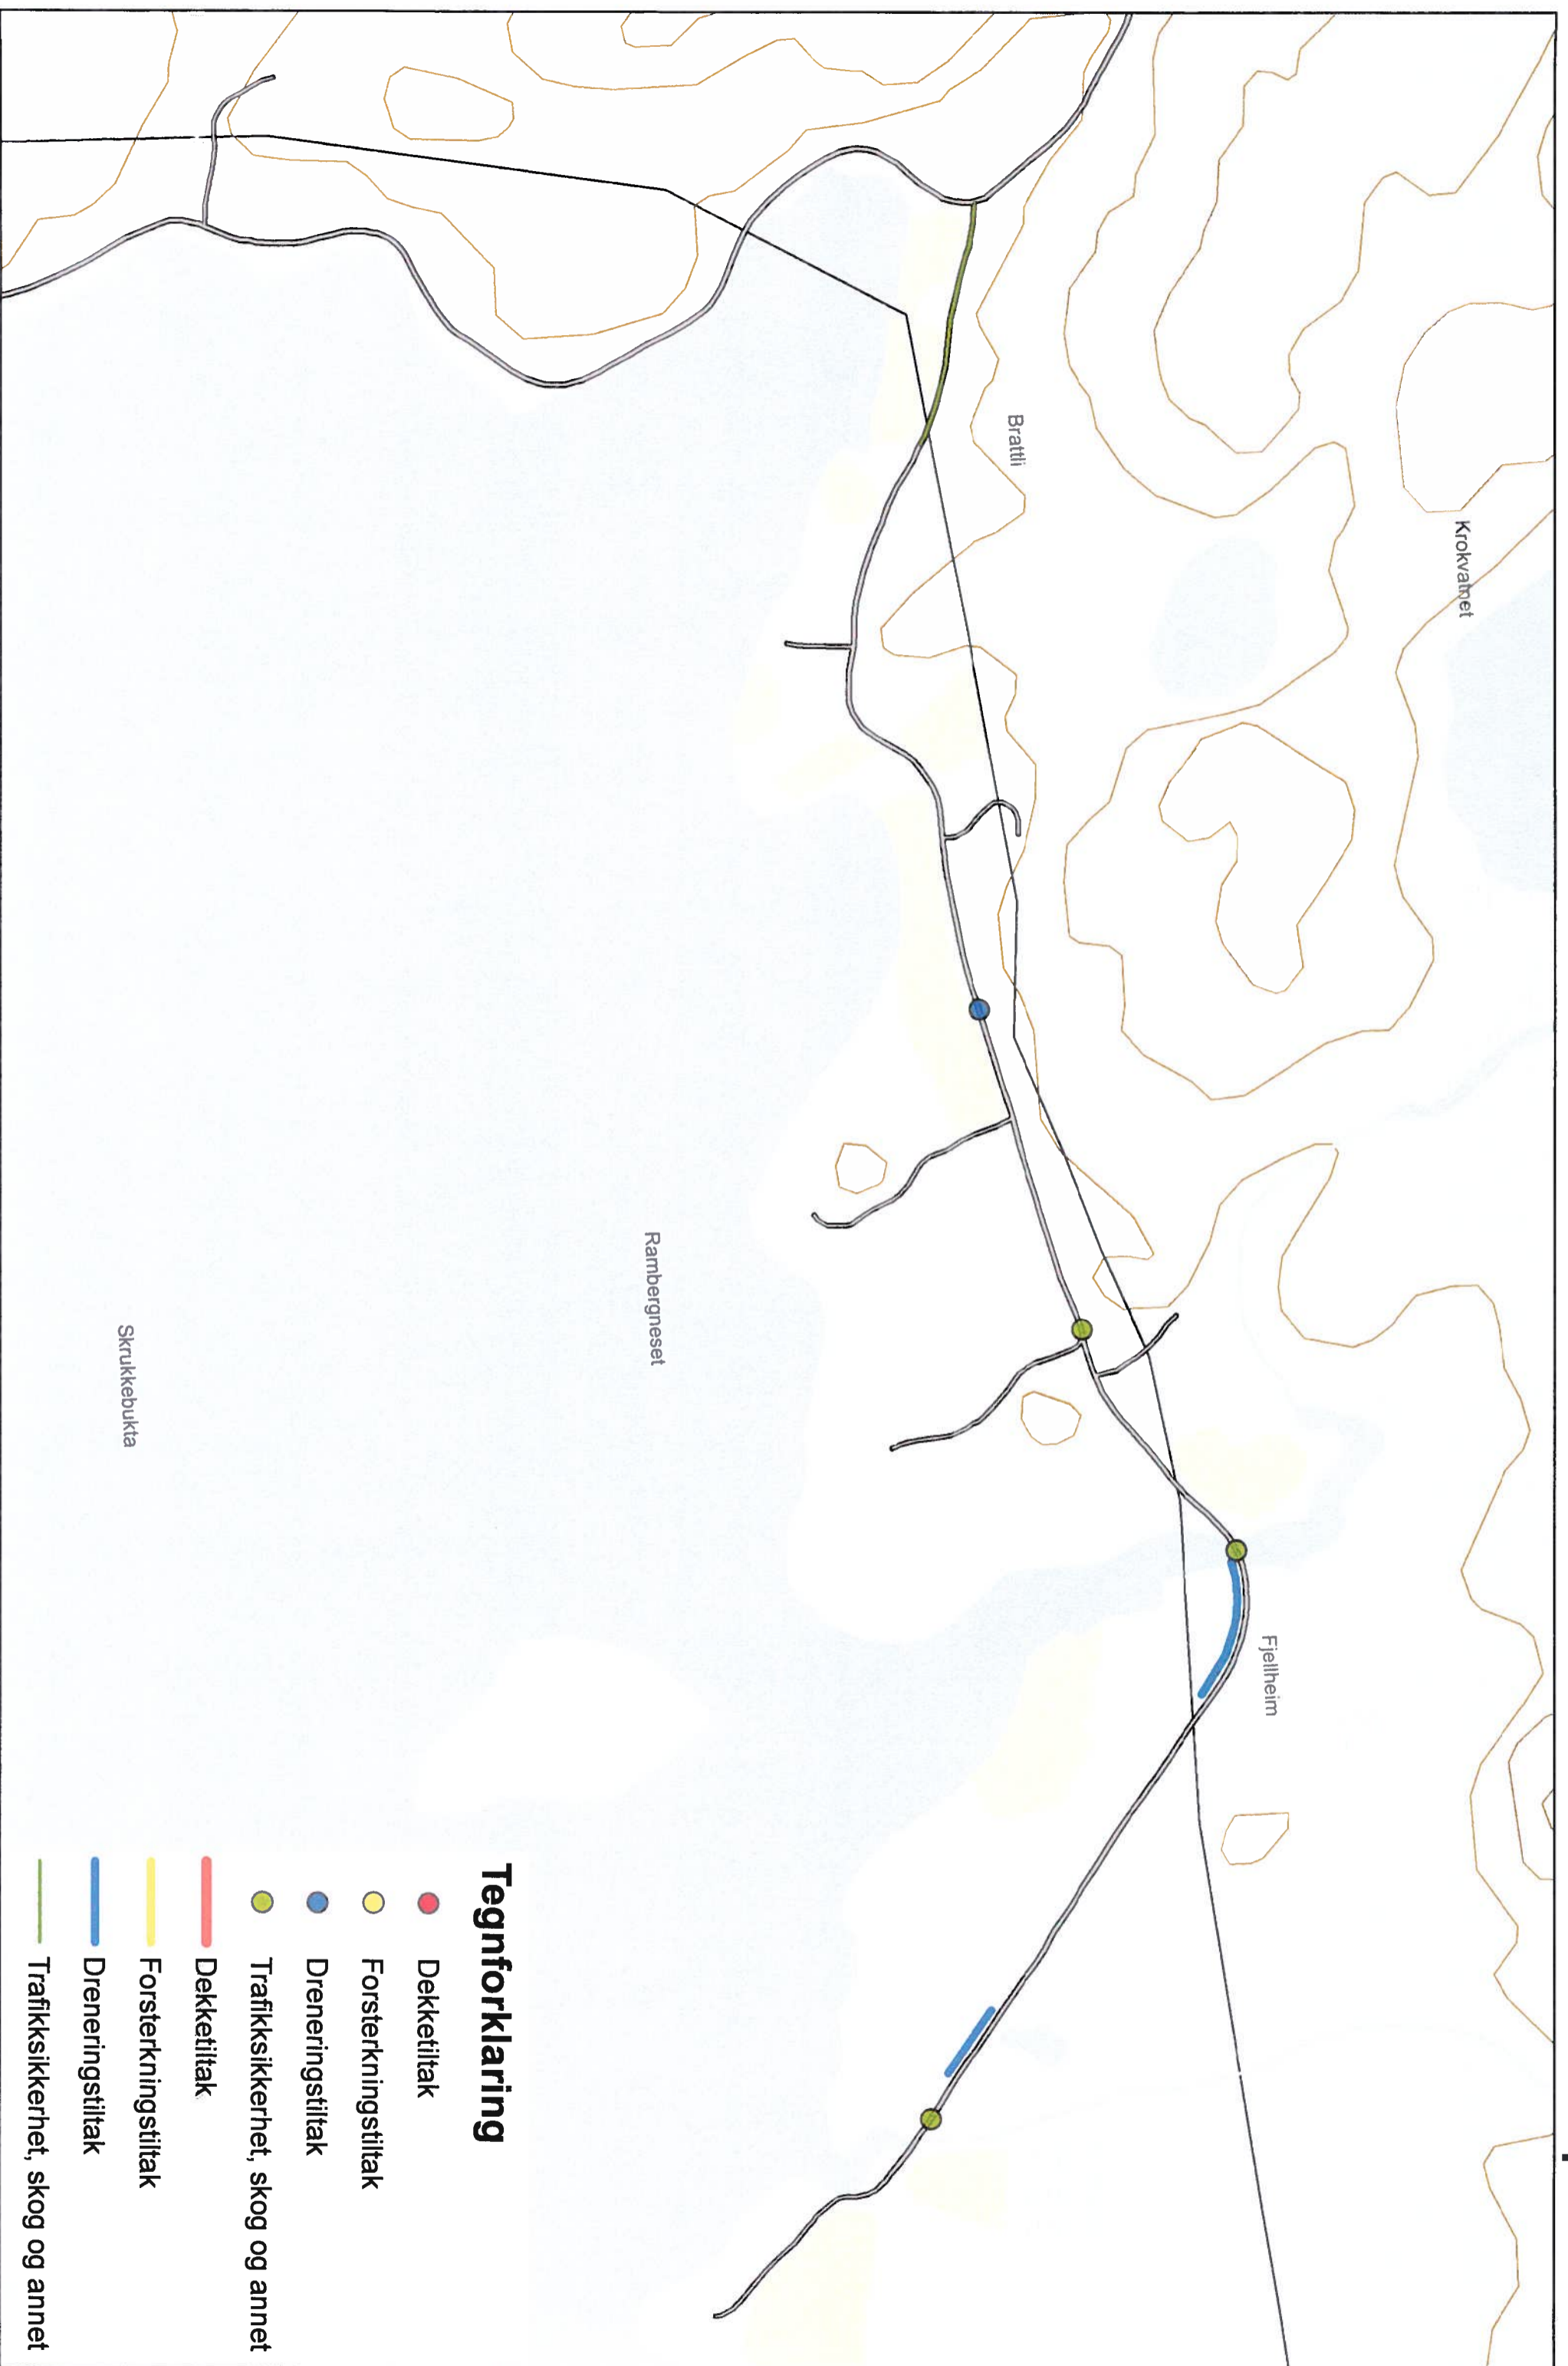 Krokvatnet
Brattli
Fjellheim
Rambergneset
Skrukkebukta
Tegnforklaring
Dekketiltak
Forsterkningstiltak
Dreneringstiltak
Trafikksikkerhet, skog og annet
Dekketiltak
Forsterkningstiltak
Dreneringstiltak
Trafikksikkerhet, skog og annet